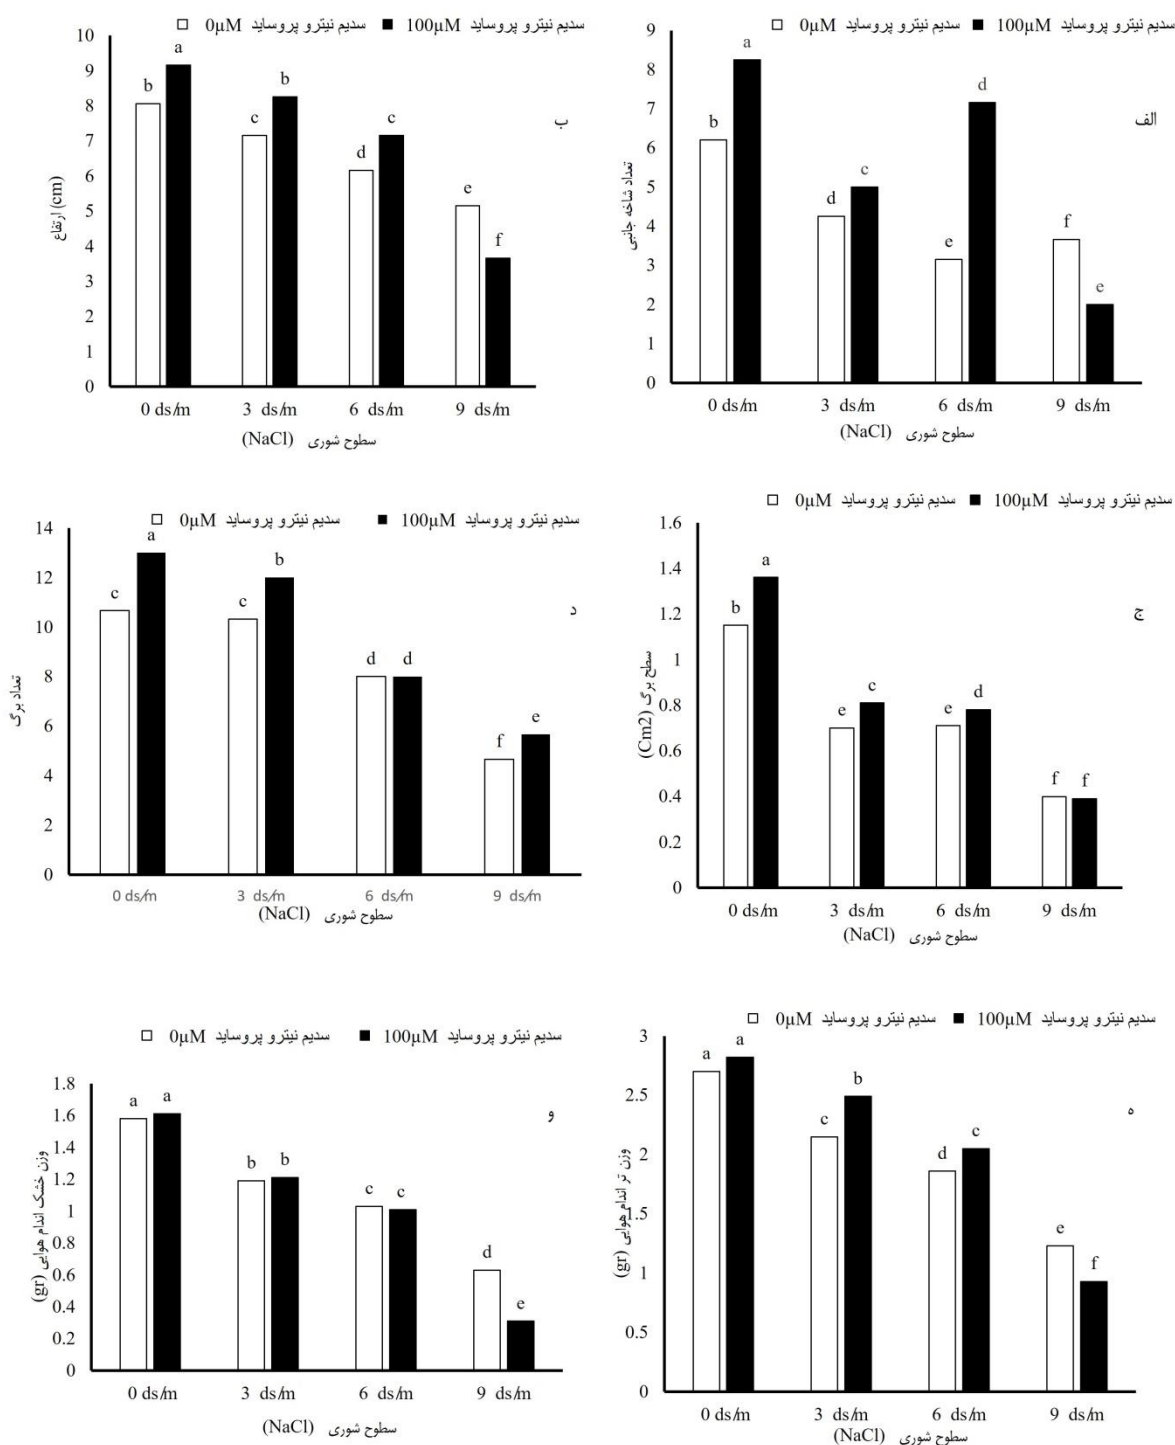 سدیم نیترو پروساید 0µM سدیم نیترو پروساید 100µM
الف
تعداد شاخه جانبی
9
8
7
6
5
4
3
2
1
0
a
b
c
d
d
e
f
e
0 ds/m 3 ds/m 6 ds/m 9 ds/m
سطوح شوری (NaCl)
سدیم نیترو پروساید 0µM سدیم نیترو پروساید 100µM
ب
ارتفاع (cm)
10
9
8
7
6
5
4
3
2
1
0
b
a
c
b
d
c
e
f
0 ds/m 3 ds/m 6 ds/m 9 ds/m
سطوح شوری (NaCl)
سدیم نیترو پروساید 0µM سدیم نیترو پروساید 100µM
ج
سطح برگ (Cm2)
1.6
1.4
1.2
1
0.8
0.6
0.4
0.2
0
b
a
e
c
e
d
f
f
0 ds/m 3 ds/m 6 ds/m 9 ds/m
سطوح شوری (NaCl)
سدیم نیترو پروساید 0µM سدیم نیترو پروساید 100µM
د
تعداد برگ
14
12
10
8
6
4
2
0
c
a
c
b
d
d
f
e
0 ds/m 3 ds/m 6 ds/m 9 ds/m
سطوح شوری (NaCl)
سدیم نیترو پروساید 0µM سدیم نیترو پروساید 100µM
ه
وزن تر اندام هوایی (gr)
3
2.5
2
1.5
1
0.5
0
a
a
c
b
d
c
e
f
0 ds/m 3 ds/m 6 ds/m 9 ds/m
سطوح شوری (NaCl)
سدیم نیترو پروساید 0µM سدیم نیترو پروساید 100µM
و
وزن خشک اندام هوایی (gr)
1.8
1.6
1.4
1.2
1
0.8
0.6
0.4
0.2
0
a
a
b
b
c
c
d
e
0 ds/m 3 ds/m 6 ds/m 9 ds/m
سطوح شوری (NaCl)